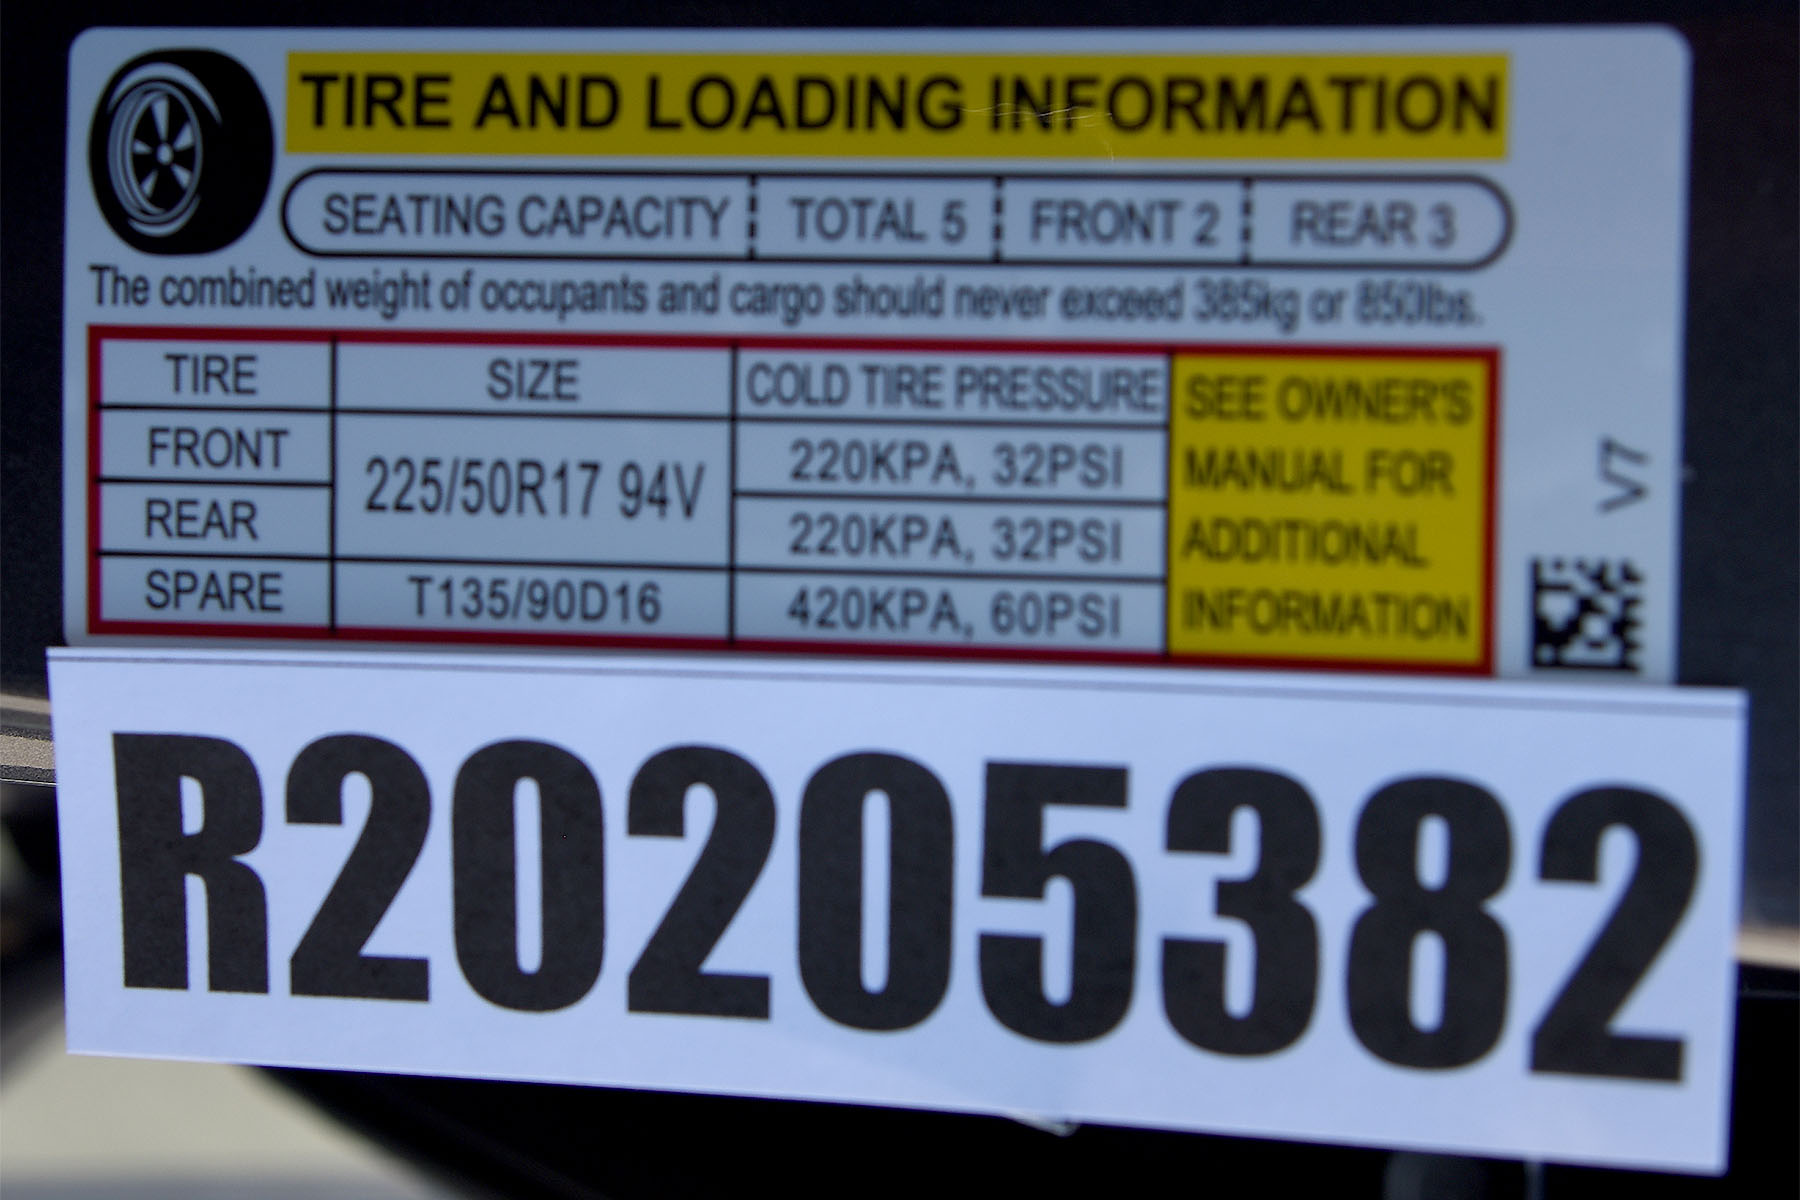 TIRE AND LOADING INFORMATION
SEATING CAPACITY TOTAL 5 FRONT 2 REAR 3
The combined weight of occupants and cargo should never exceed 385kg or 850lbs.
TIRE SIZE COLD TIRE PRESSURE
FRONT 225/50R17 94V 220KPA, 32PSI
REAR 220KPA, 32PSI
SPARE T135/90D16 420KPA, 60PSI
SEE OWNER'S
MANUAL FOR
ADDITIONAL
INFORMATION
V7
R20205382